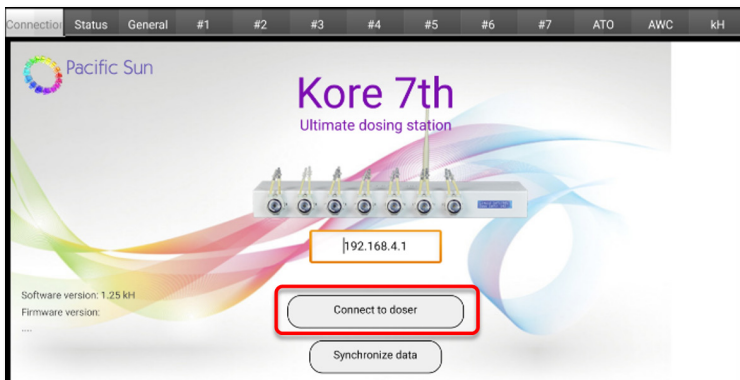 Connection Status General #1 #2 #3 #4 #5 #6 #7 ATO AWC kH
Pacific Sun
Kore 7th
Ultimate dosing station
192.168.4.1
Software version: 1.25 kH
Firmware version:
....
Connect to doser
Synchronize data